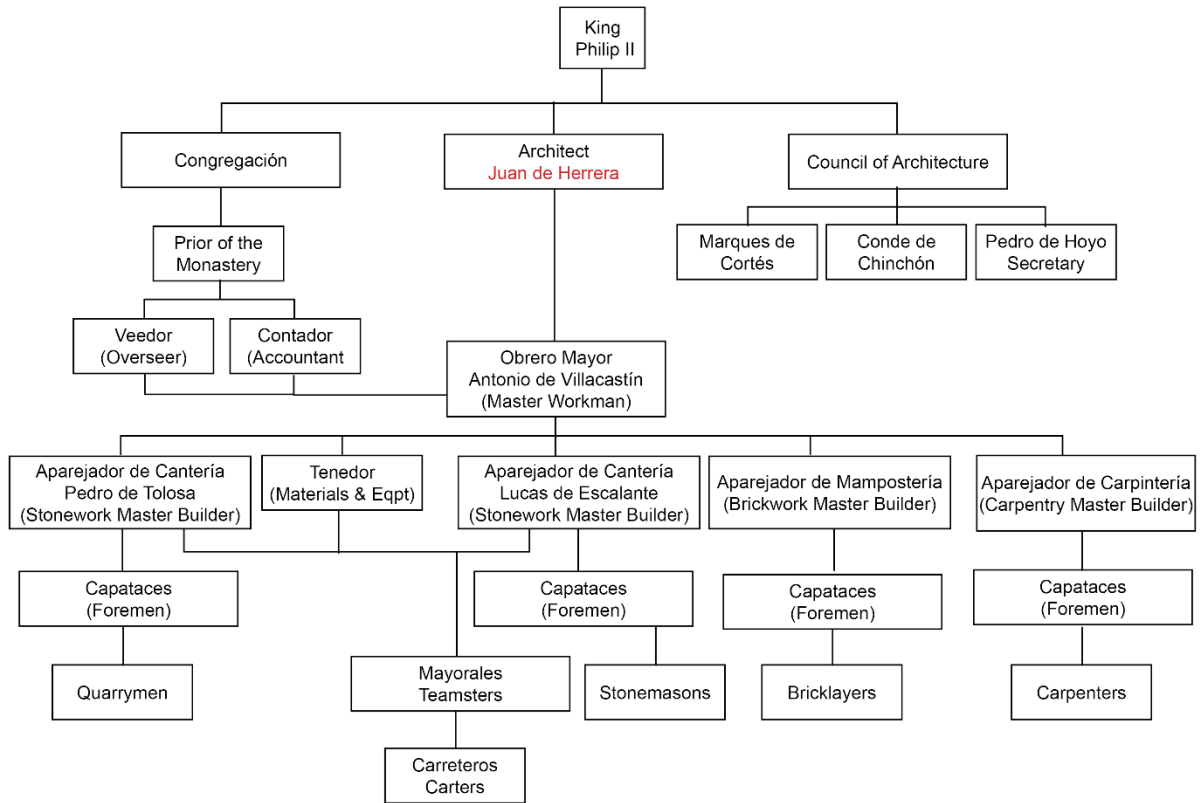 King
Philip II
Congregación
Architect
Juan de Herrera
Council of Architecture
Prior of the
Monastery
Marques de
Cortés
Conde de
Chinchón
Pedro de Hoyo
Secretary
Veedor
(Overseer)
Contador
(Accountant
Obrero Mayor
Antonio de Villacastín
(Master Workman)
Aparejador de Cantería
Pedro de Tolosa
(Stonework Master Builder)
Tenedor
(Materials & Eqpt)
Aparejador de Cantería
Lucas de Escalante
(Stonework Master Builder)
Aparejador de Mampostería
(Brickwork Master Builder)
Aparejador de Carpintería
(Carpentry Master Builder)
Capataces
(Foremen)
Capataces
(Foremen)
Capataces
(Foremen)
Capataces
(Foremen)
Quarrymen
Mayorales
Teamsters
Stonemasons
Bricklayers
Carpenters
Carreteros
Carters